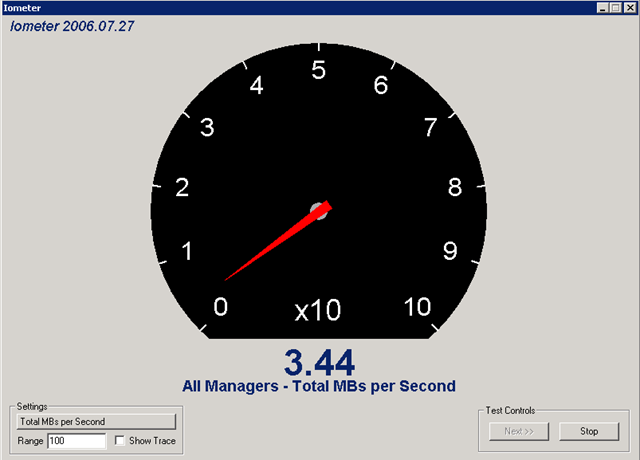 Iometer
Iometer 2006.07.27
5
4 6
3 7
2 8
1 9
0 x10 10
3.44
All Managers - Total MBs per Second
Settings
Total MBs per Second
Range 100 Show Trace
Test Controls
Next >> Stop